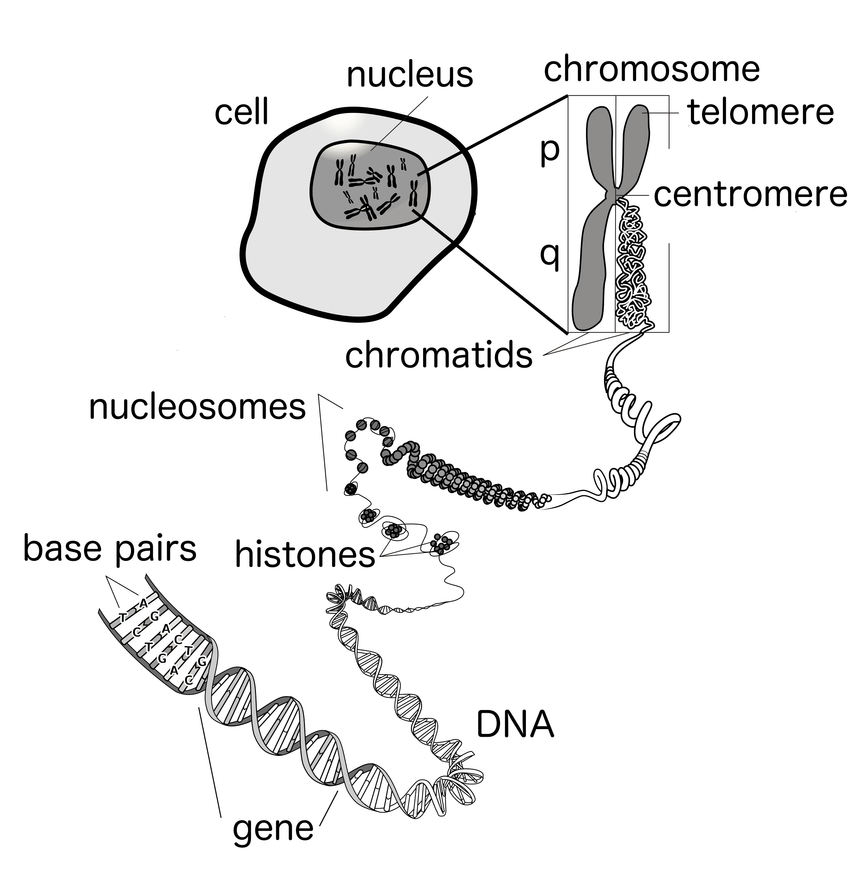 chromosome
nucleus
cell
telomere
p
centromere
q
chromatids
nucleosomes
base pairs
histones
T A
C G
T A
G C
A T
C G
DNA
gene